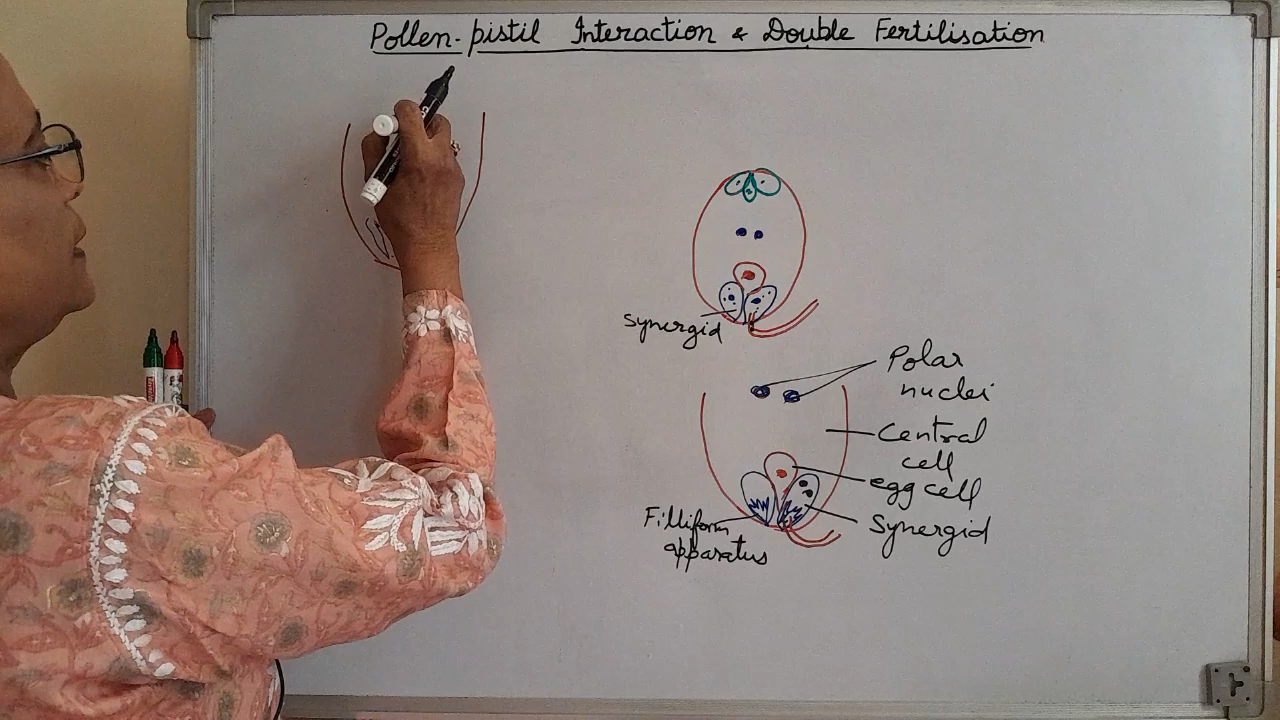 Pollen-pistil Interaction & Double Fertilisation
Synergid
Polar
nuclei
Central
cell
egg cell
Synergid
Filliform
apparatus